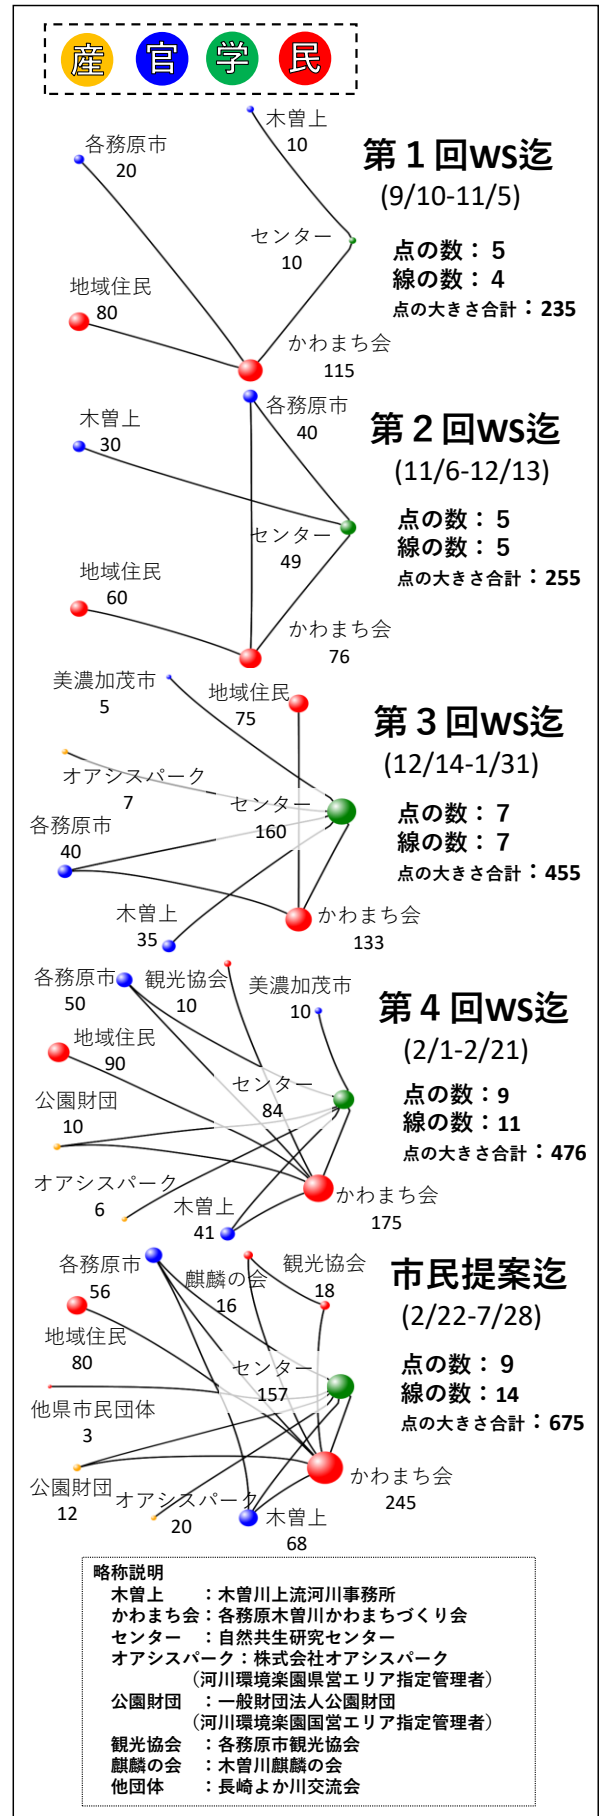 産 官 学 民
木曽上
10
各務原市
20
第１回WS迄
(9/10-11/5)
センター
10
点の数：５
線の数：４
点の大きさ合計：235
地域住民
80
かわまち会
115
各務原市
40
木曽上
30
第２回WS迄
(11/6-12/13)
センター
49
点の数：５
線の数：５
点の大きさ合計：255
地域住民
60
かわまち会
76
美濃加茂市
5
地域住民
75
第３回WS迄
(12/14-1/31)
オアシスパーク
7
センター
160
点の数：７
線の数：７
点の大きさ合計：455
各務原市
40
木曽上
35
かわまち会
133
各務原市
50
観光協会
10
美濃加茂市
10
第４回WS迄
(2/1-2/21)
地域住民
90
センター
84
点の数：9
線の数：11
点の大きさ合計：476
公園財団
10
オアシスパーク
6
木曽上
41
かわまち会
175
各務原市
56
麒麟の会
16
観光協会
18
市民提案迄
(2/22-7/28)
地域住民
80
センター
157
点の数：９
線の数：14
点の大きさ合計：675
他県市民団体
3
公園財団
12
オアシスパーク
20
木曽上
68
かわまち会
245
略称説明
木曽上　　：木曽川上流河川事務所
かわまち会：各務原木曽川かわまちづくり会
センター　：自然共生研究センター
オアシスパーク：株式会社オアシスパーク
（河川環境楽園県営エリア指定管理者）
公園財団　：一般財団法人公園財団
（河川環境楽園国営エリア指定管理者）
観光協会　：各務原市観光協会
麒麟の会　：木曽川麒麟の会
他団体　　：長崎よか川交流会